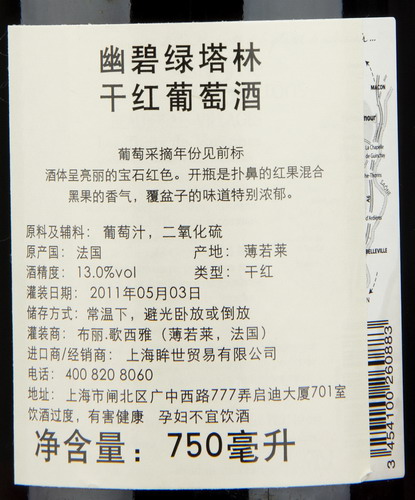 幽碧绿塔林
干红葡萄酒
葡萄采摘年份见前标
酒体呈亮丽的宝石红色。开瓶是扑鼻的红果混合
黑果的香气，覆盆子的味道特别浓郁。
原料及辅料：葡萄汁，二氧化硫
原产国：法国 产地：薄若莱
酒精度：13.0%vol 类型：干红
灌装日期：2011年05月03日
储存方式：常温下，避光卧放或倒放
灌装商：布丽.歌西雅（薄若莱，法国）
进口商/经销商：上海眸世贸易有限公司
电话：400 820 8060
地址：上海市闸北区广中西路777弄启迪大厦701室
饮酒过度，有害健康 孕妇不宜饮酒
净含量：750毫升
MACON
BELLEVILLE
3 454100 260883